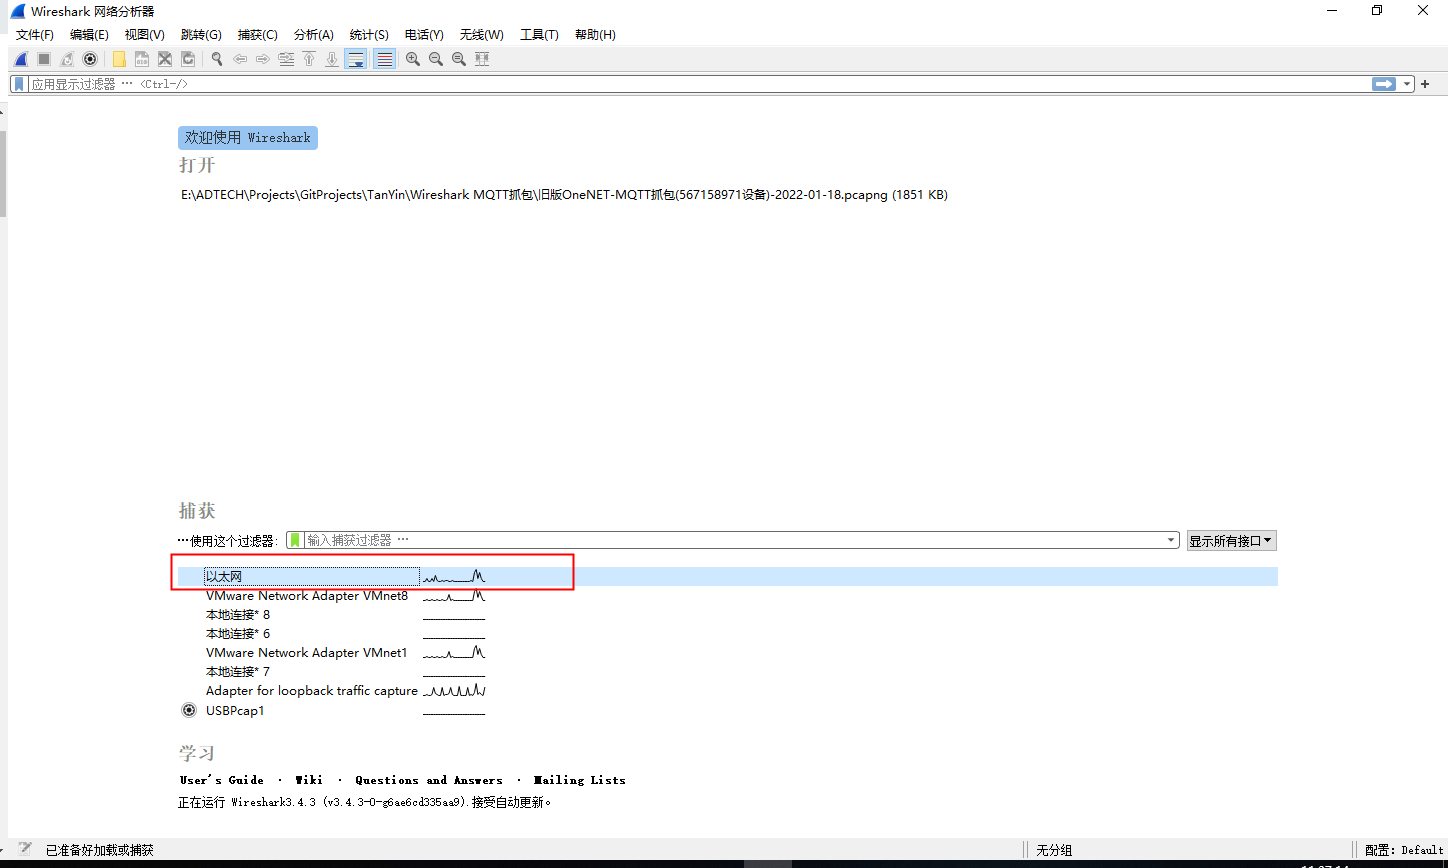 Wireshark 网络分析器
文件(F) 编辑(E) 视图(V) 跳转(G) 捕获(C) 分析(A) 统计(S) 电话(Y) 无线(W) 工具(T) 帮助(H)
应用显示过滤器 … <Ctrl-/>
欢迎使用 Wireshark
打开
E:\ADTECH\Projects\GitProjects\TanYin\Wireshark MQTT抓包\旧版OneNET-MQTT抓包(567158971设备)-2022-01-18.pcapng (1851 KB)
捕获
…使用这个过滤器: 输入捕获过滤器 … 显示所有接口
以太网
VMware Network Adapter VMnet8
本地连接* 8
本地连接* 6
VMware Network Adapter VMnet1
本地连接* 7
Adapter for loopback traffic capture
USBPcap1
学习
User's Guide · Wiki · Questions and Answers · Mailing Lists
正在运行 Wireshark3.4.3 (v3.4.3-0-g6ae6cd335aa9).接受自动更新。
已准备好加载或捕获 无分组 配置: Default